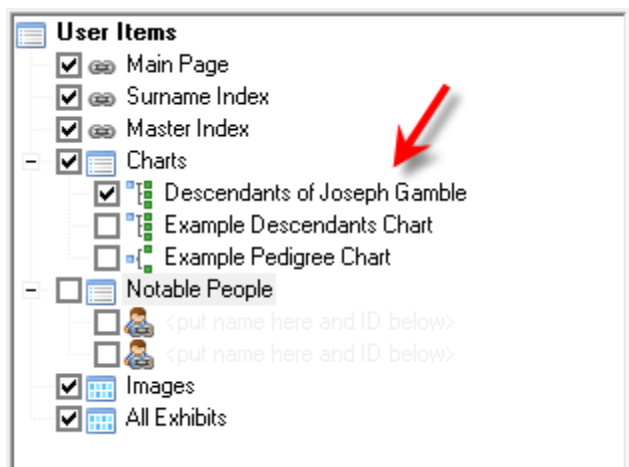 User Items
Main Page
Surname Index
Master Index
Charts
Descendants of Joseph Gamble
Example Descendants Chart
Example Pedigree Chart
Notable People
<put name here and ID below>
<put name here and ID below>
Images
All Exhibits